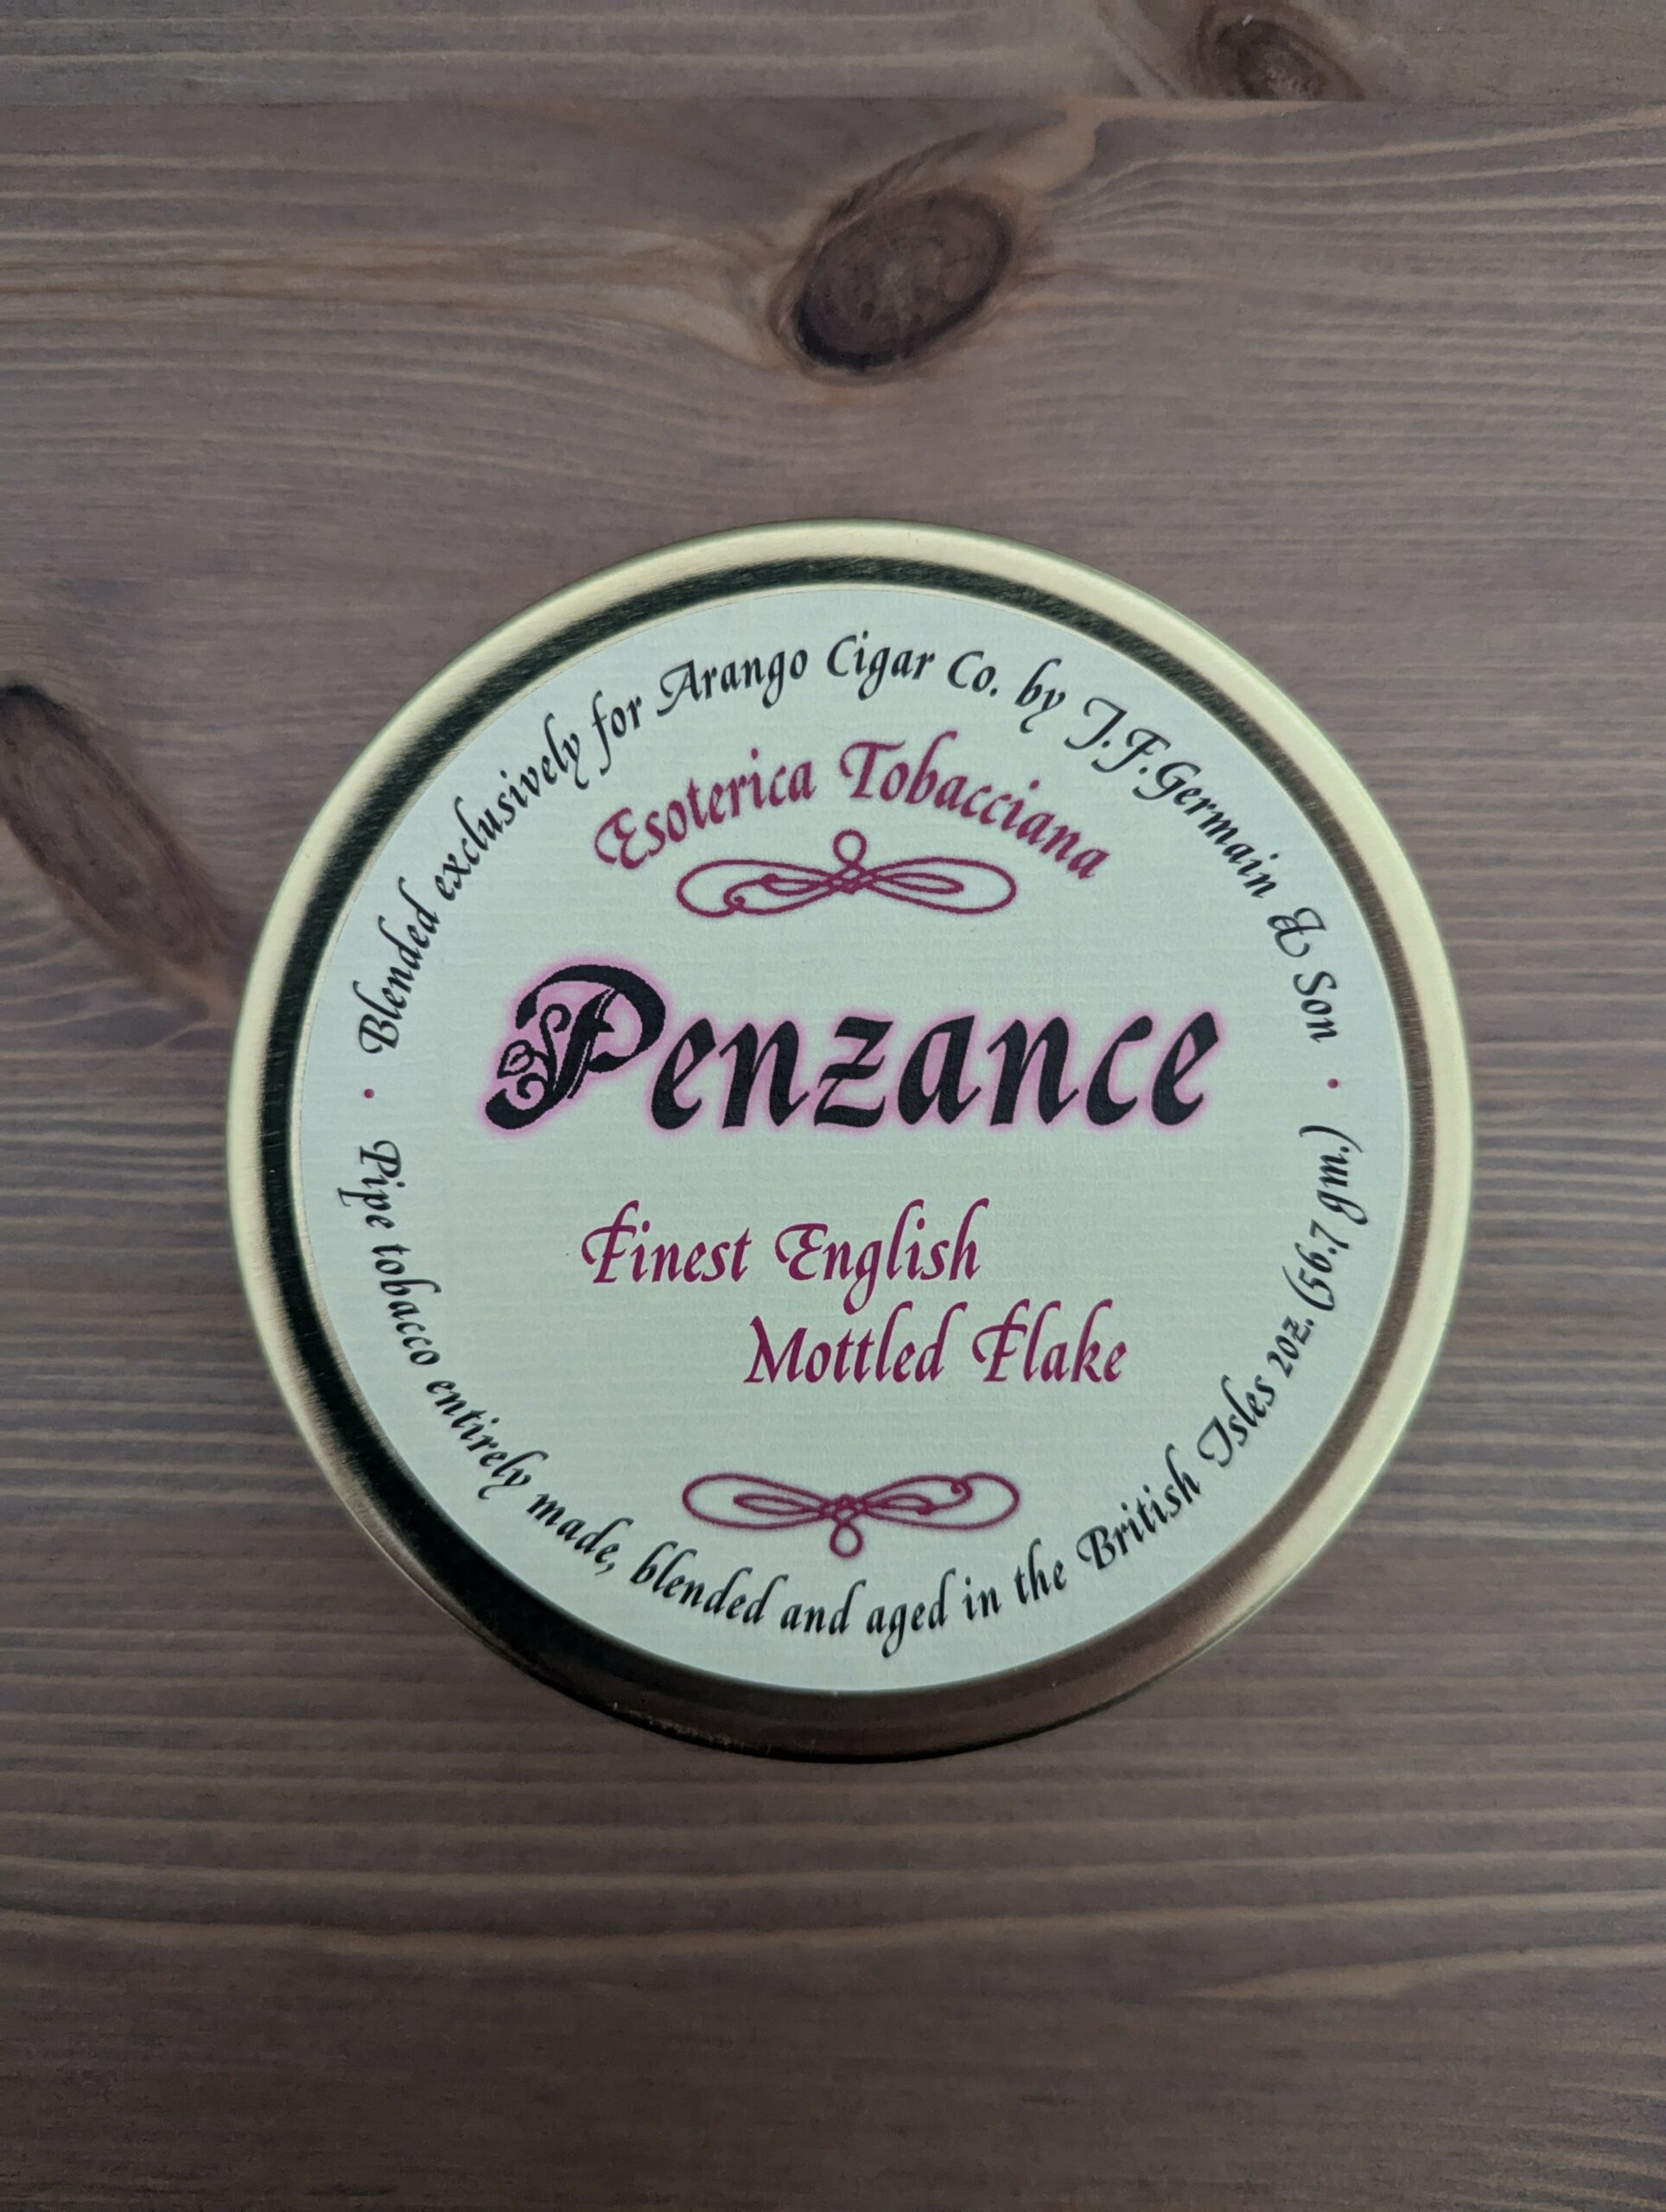 Blended exclusively for Arango Cigar Co. by J.F.Germain & Son
Esoterica Tobacciana
Penzance
Finest English
Mottled Flake
Pipe tobacco entirely made, blended and aged in the British Isles 2oz. (56.7 gm.)